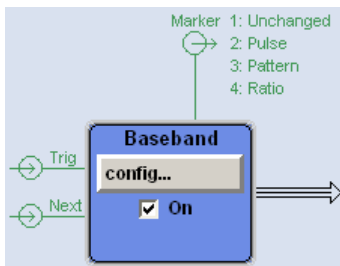 Marker 1: Unchanged
2: Pulse
3: Pattern
4: Ratio
Baseband
Trig
config...
Next
On